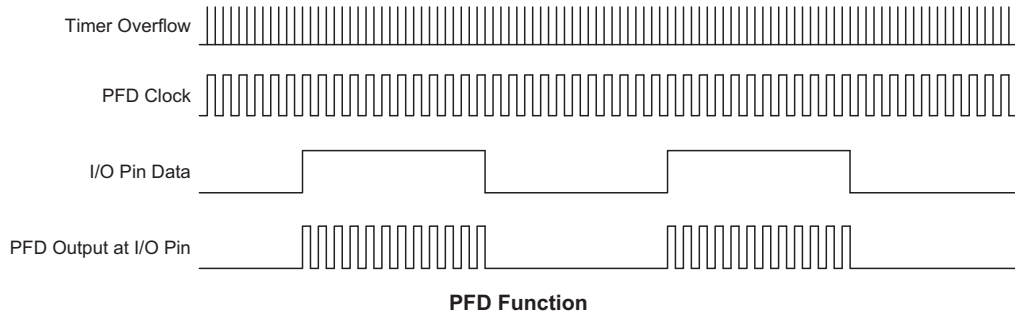 Timer Overflow
PFD Clock
I/O Pin Data
PFD Output at I/O Pin
PFD Function